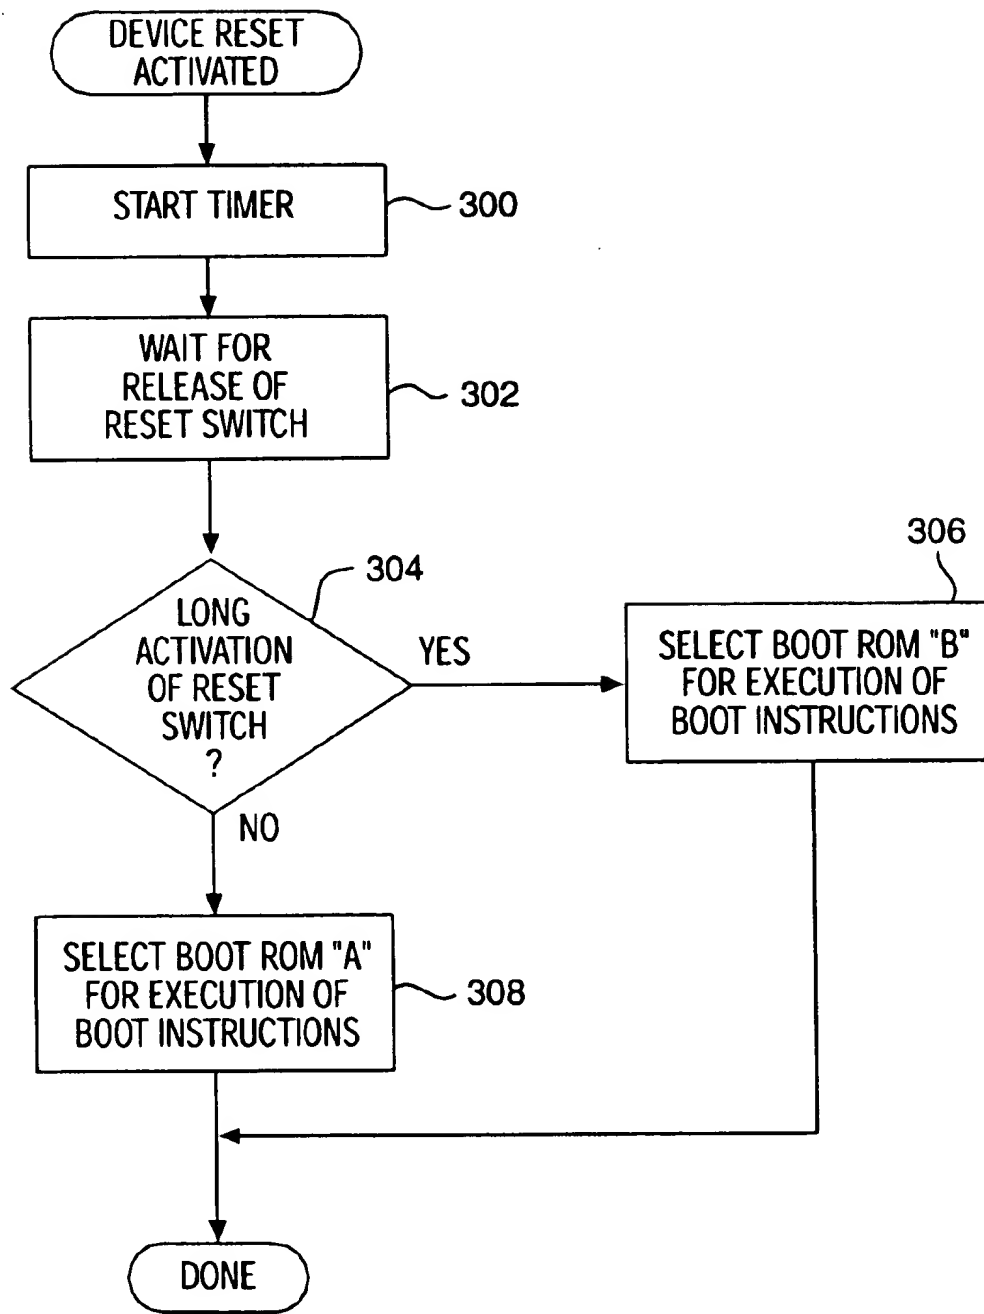 DEVICE RESET
ACTIVATED
START TIMER
300
WAIT FOR
RELEASE OF
RESET SWITCH
302
304
LONG
ACTIVATION
OF RESET
SWITCH
?
YES
306
SELECT BOOT ROM "B"
FOR EXECUTION OF
BOOT INSTRUCTIONS
NO
SELECT BOOT ROM "A"
FOR EXECUTION OF
BOOT INSTRUCTIONS
308
DONE